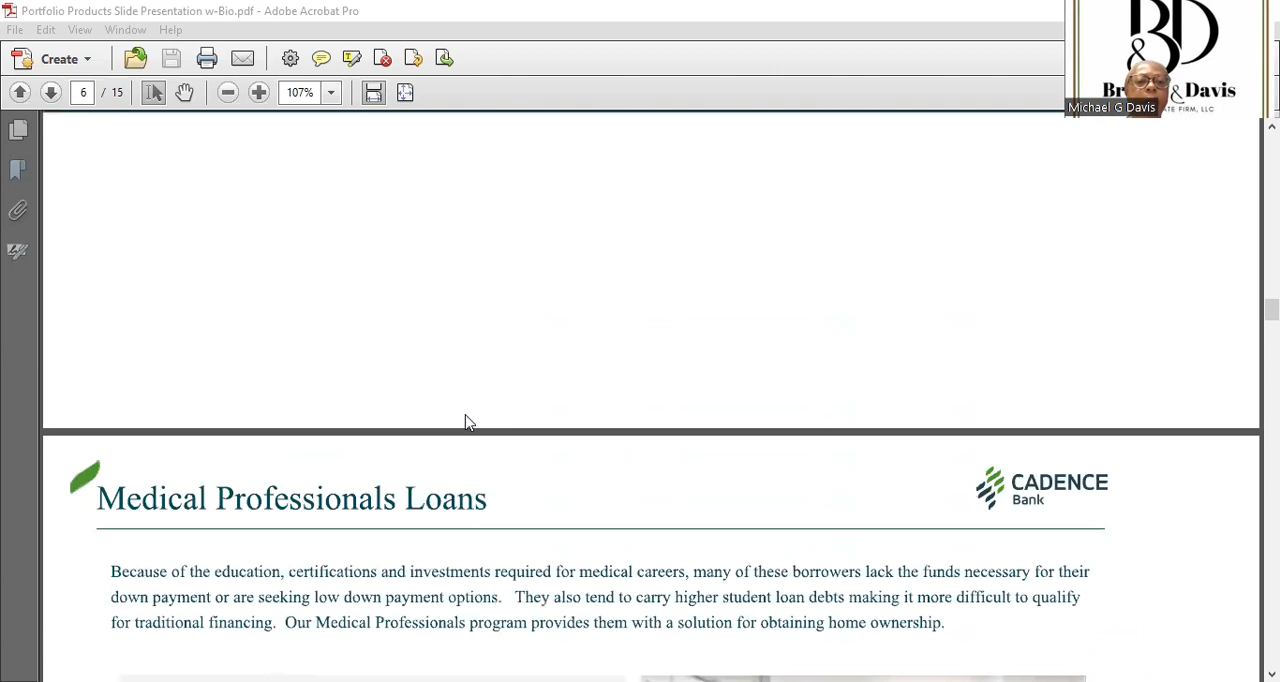 Portfolio Products Slide Presentation w-Bio.pdf - Adobe Acrobat Pro
File Edit View Window Help
Create
6 / 15 107%
B&D
Br & Davis
ATE FIRM, LLC
Michael G Davis
Medical Professionals Loans
CADENCE
Bank
Because of the education, certifications and investments required for medical careers, many of these borrowers lack the funds necessary for their
down payment or are seeking low down payment options. They also tend to carry higher student loan debts making it more difficult to qualify
for traditional financing. Our Medical Professionals program provides them with a solution for obtaining home ownership.